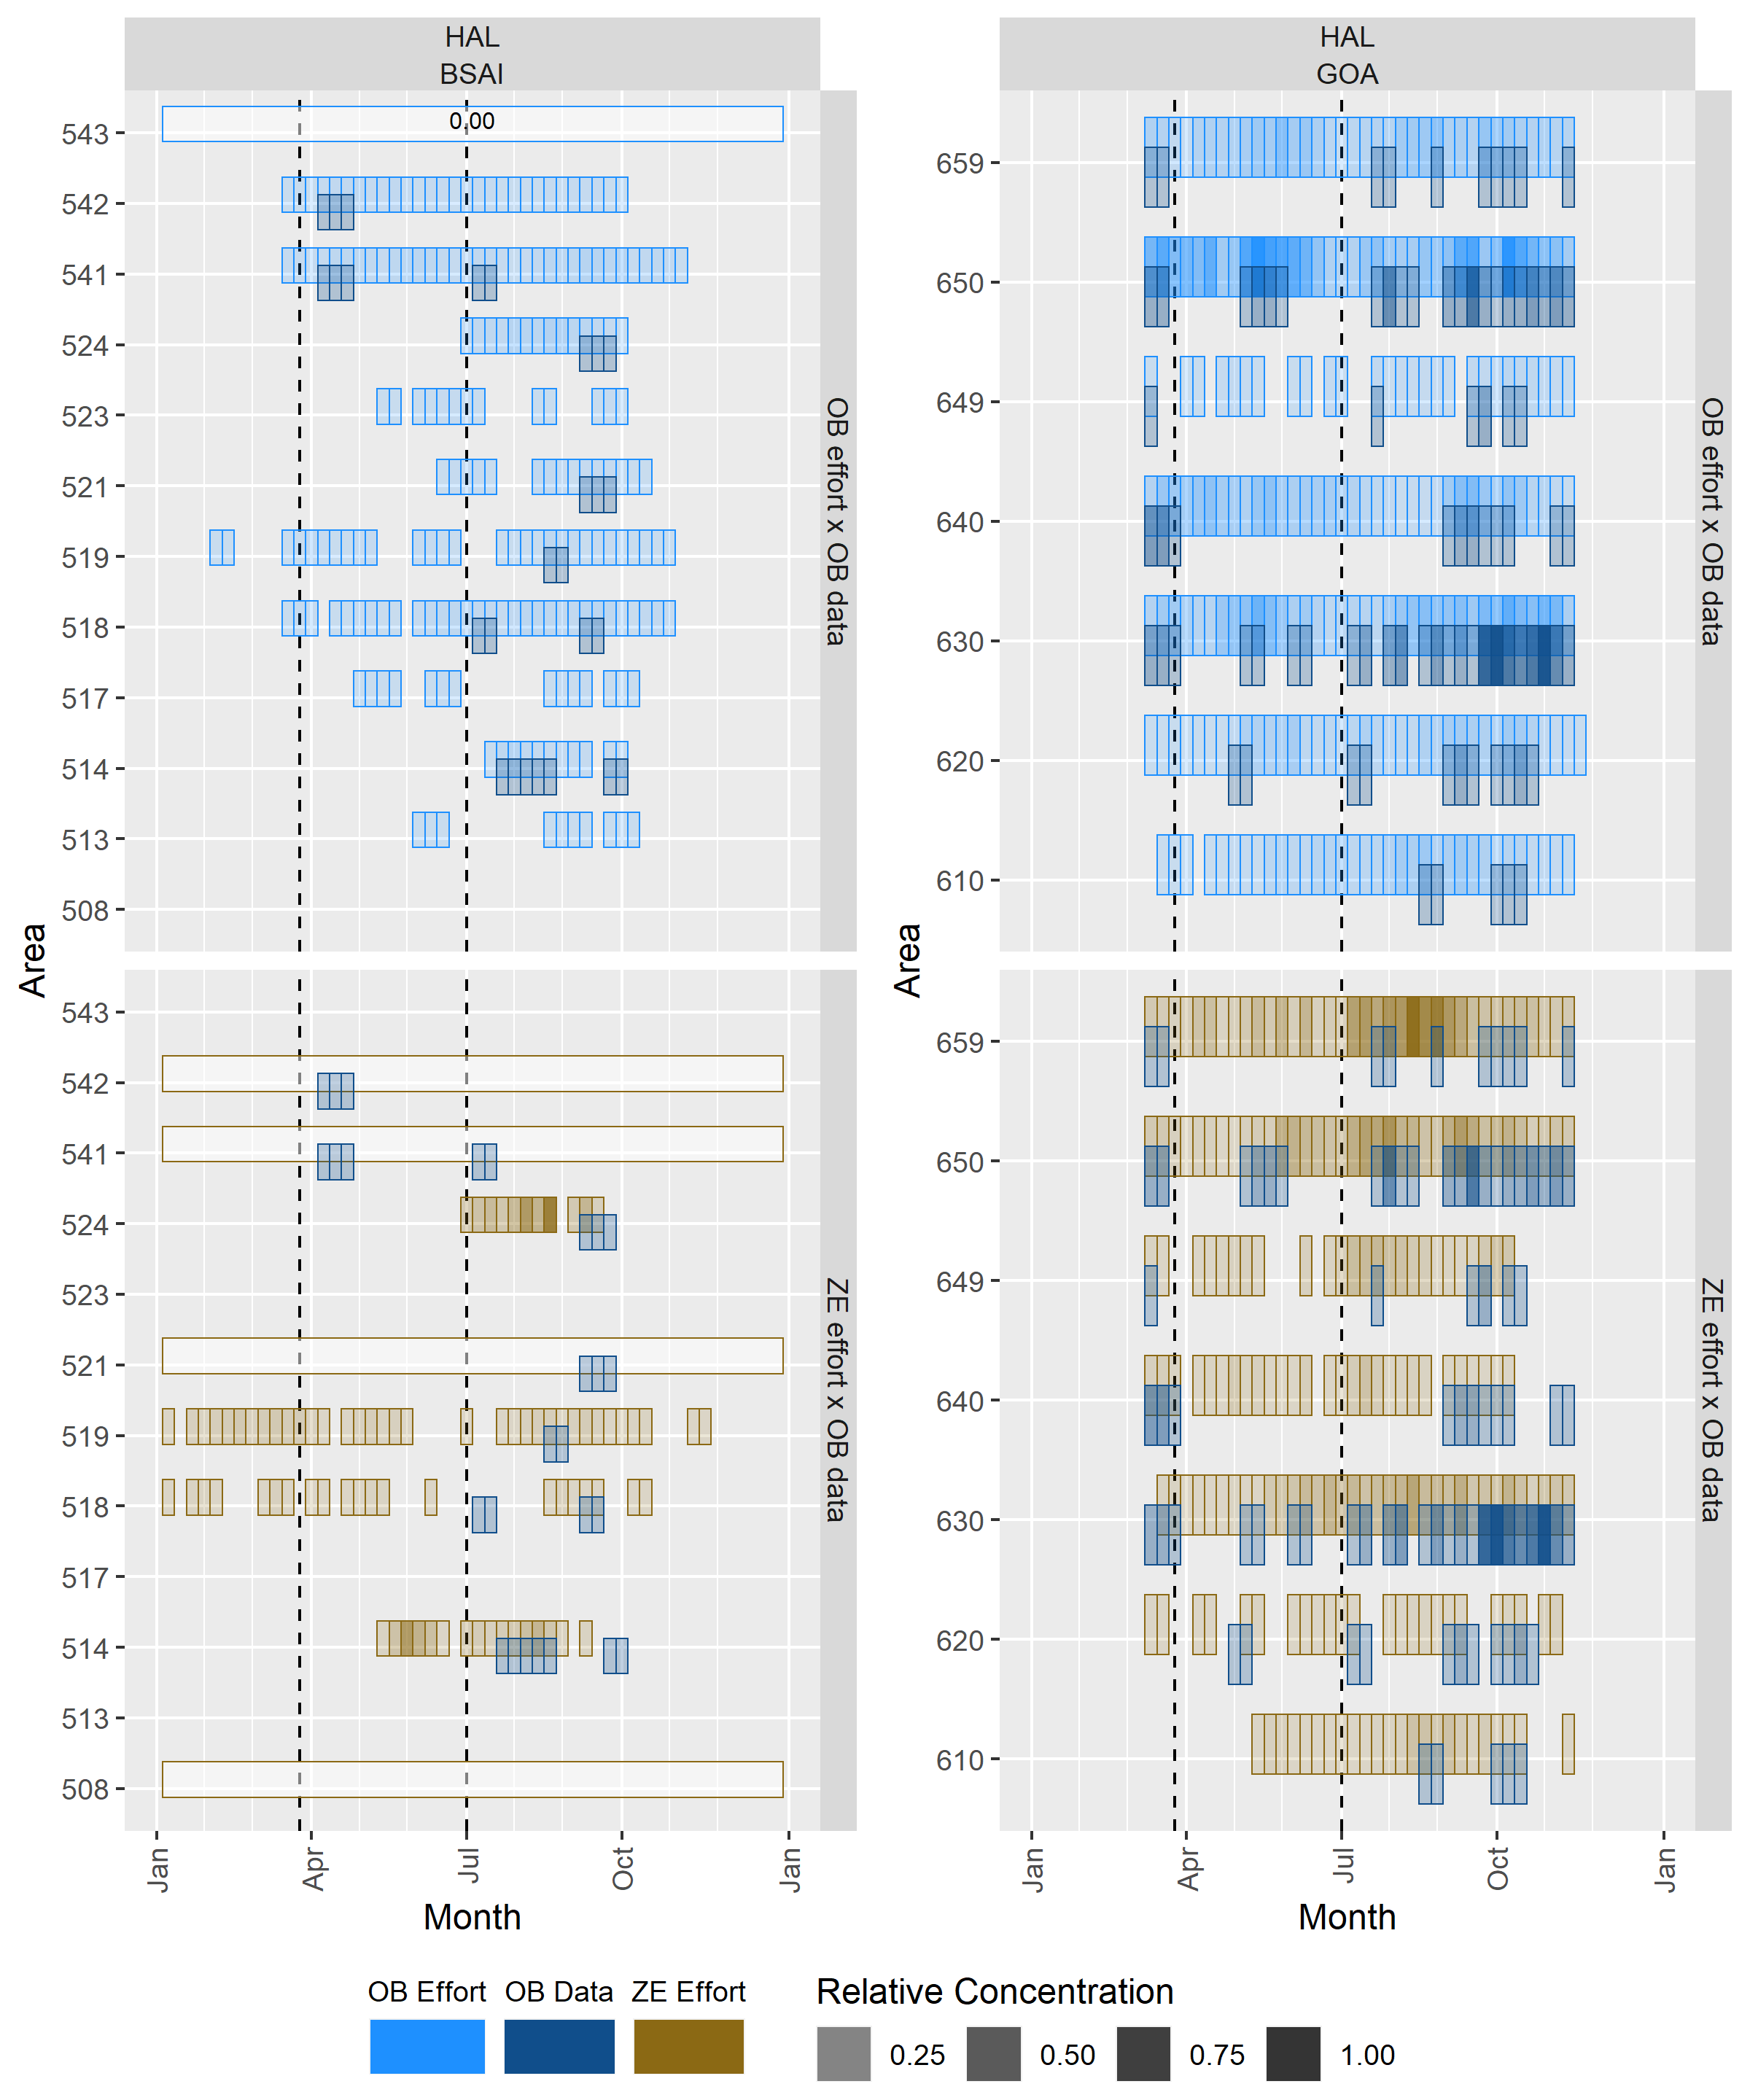 HAL
BSAI
HAL
GOA
Area
543
542
541
524
523
521
519
518
517
514
513
508
0.00
OB effort x OB data
Area
659
650
649
640
630
620
610
OB effort x OB data
543
542
541
524
523
521
519
518
517
514
513
508
ZE effort x OB data
659
650
649
640
630
620
610
ZE effort x OB data
Jan
Apr
Jul
Oct
Jan
Month
Jan
Apr
Jul
Oct
Jan
Month
OB Effort OB Data ZE Effort
Relative Concentration
0.25 0.50 0.75 1.00